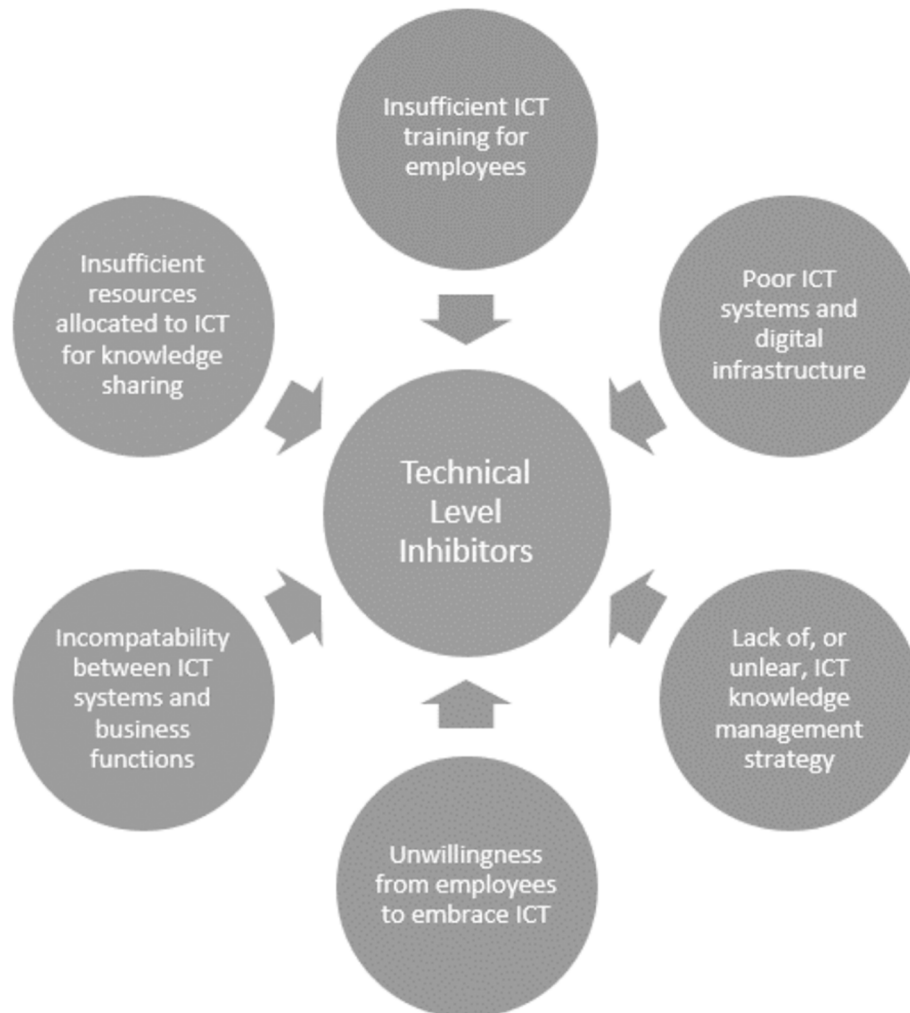 Insufficient ICT
training for
employees
Poor ICT
systems and
digital
infrastructure
Lack of, or
unlear, ICT
knowledge
management
strategy
Unwillingness
from employees
to embrace ICT
Incompatability
between ICT
systems and
business
functions
Insufficient
resources
allocated to ICT
for knowledge
sharing
Technical
Level
Inhibitors